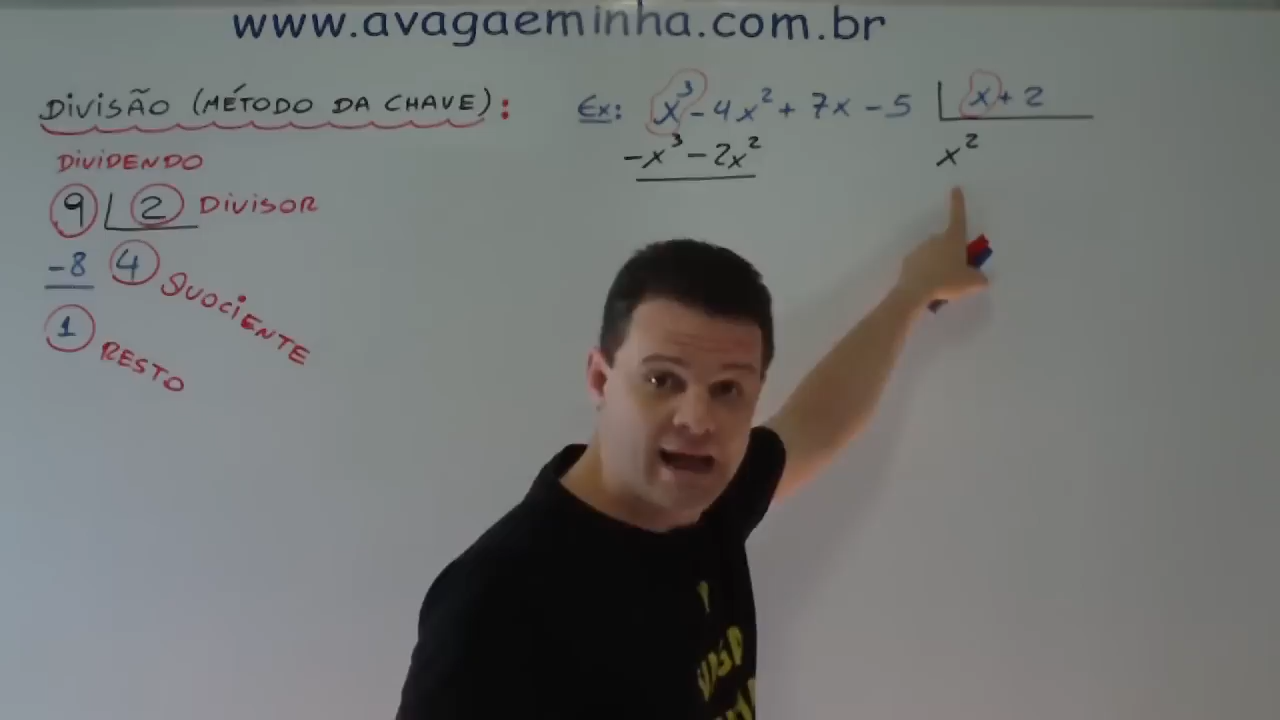 www.avagaeminha.com.br
DIVISÃO (MÉTODO DA CHAVE):
DIVIDENDO
9 2 DIVISOR
-8 4 QUOCIENTE
1 RESTO
Ex: x³ - 4x² + 7x - 5 x + 2
-x³ - 2x² x²